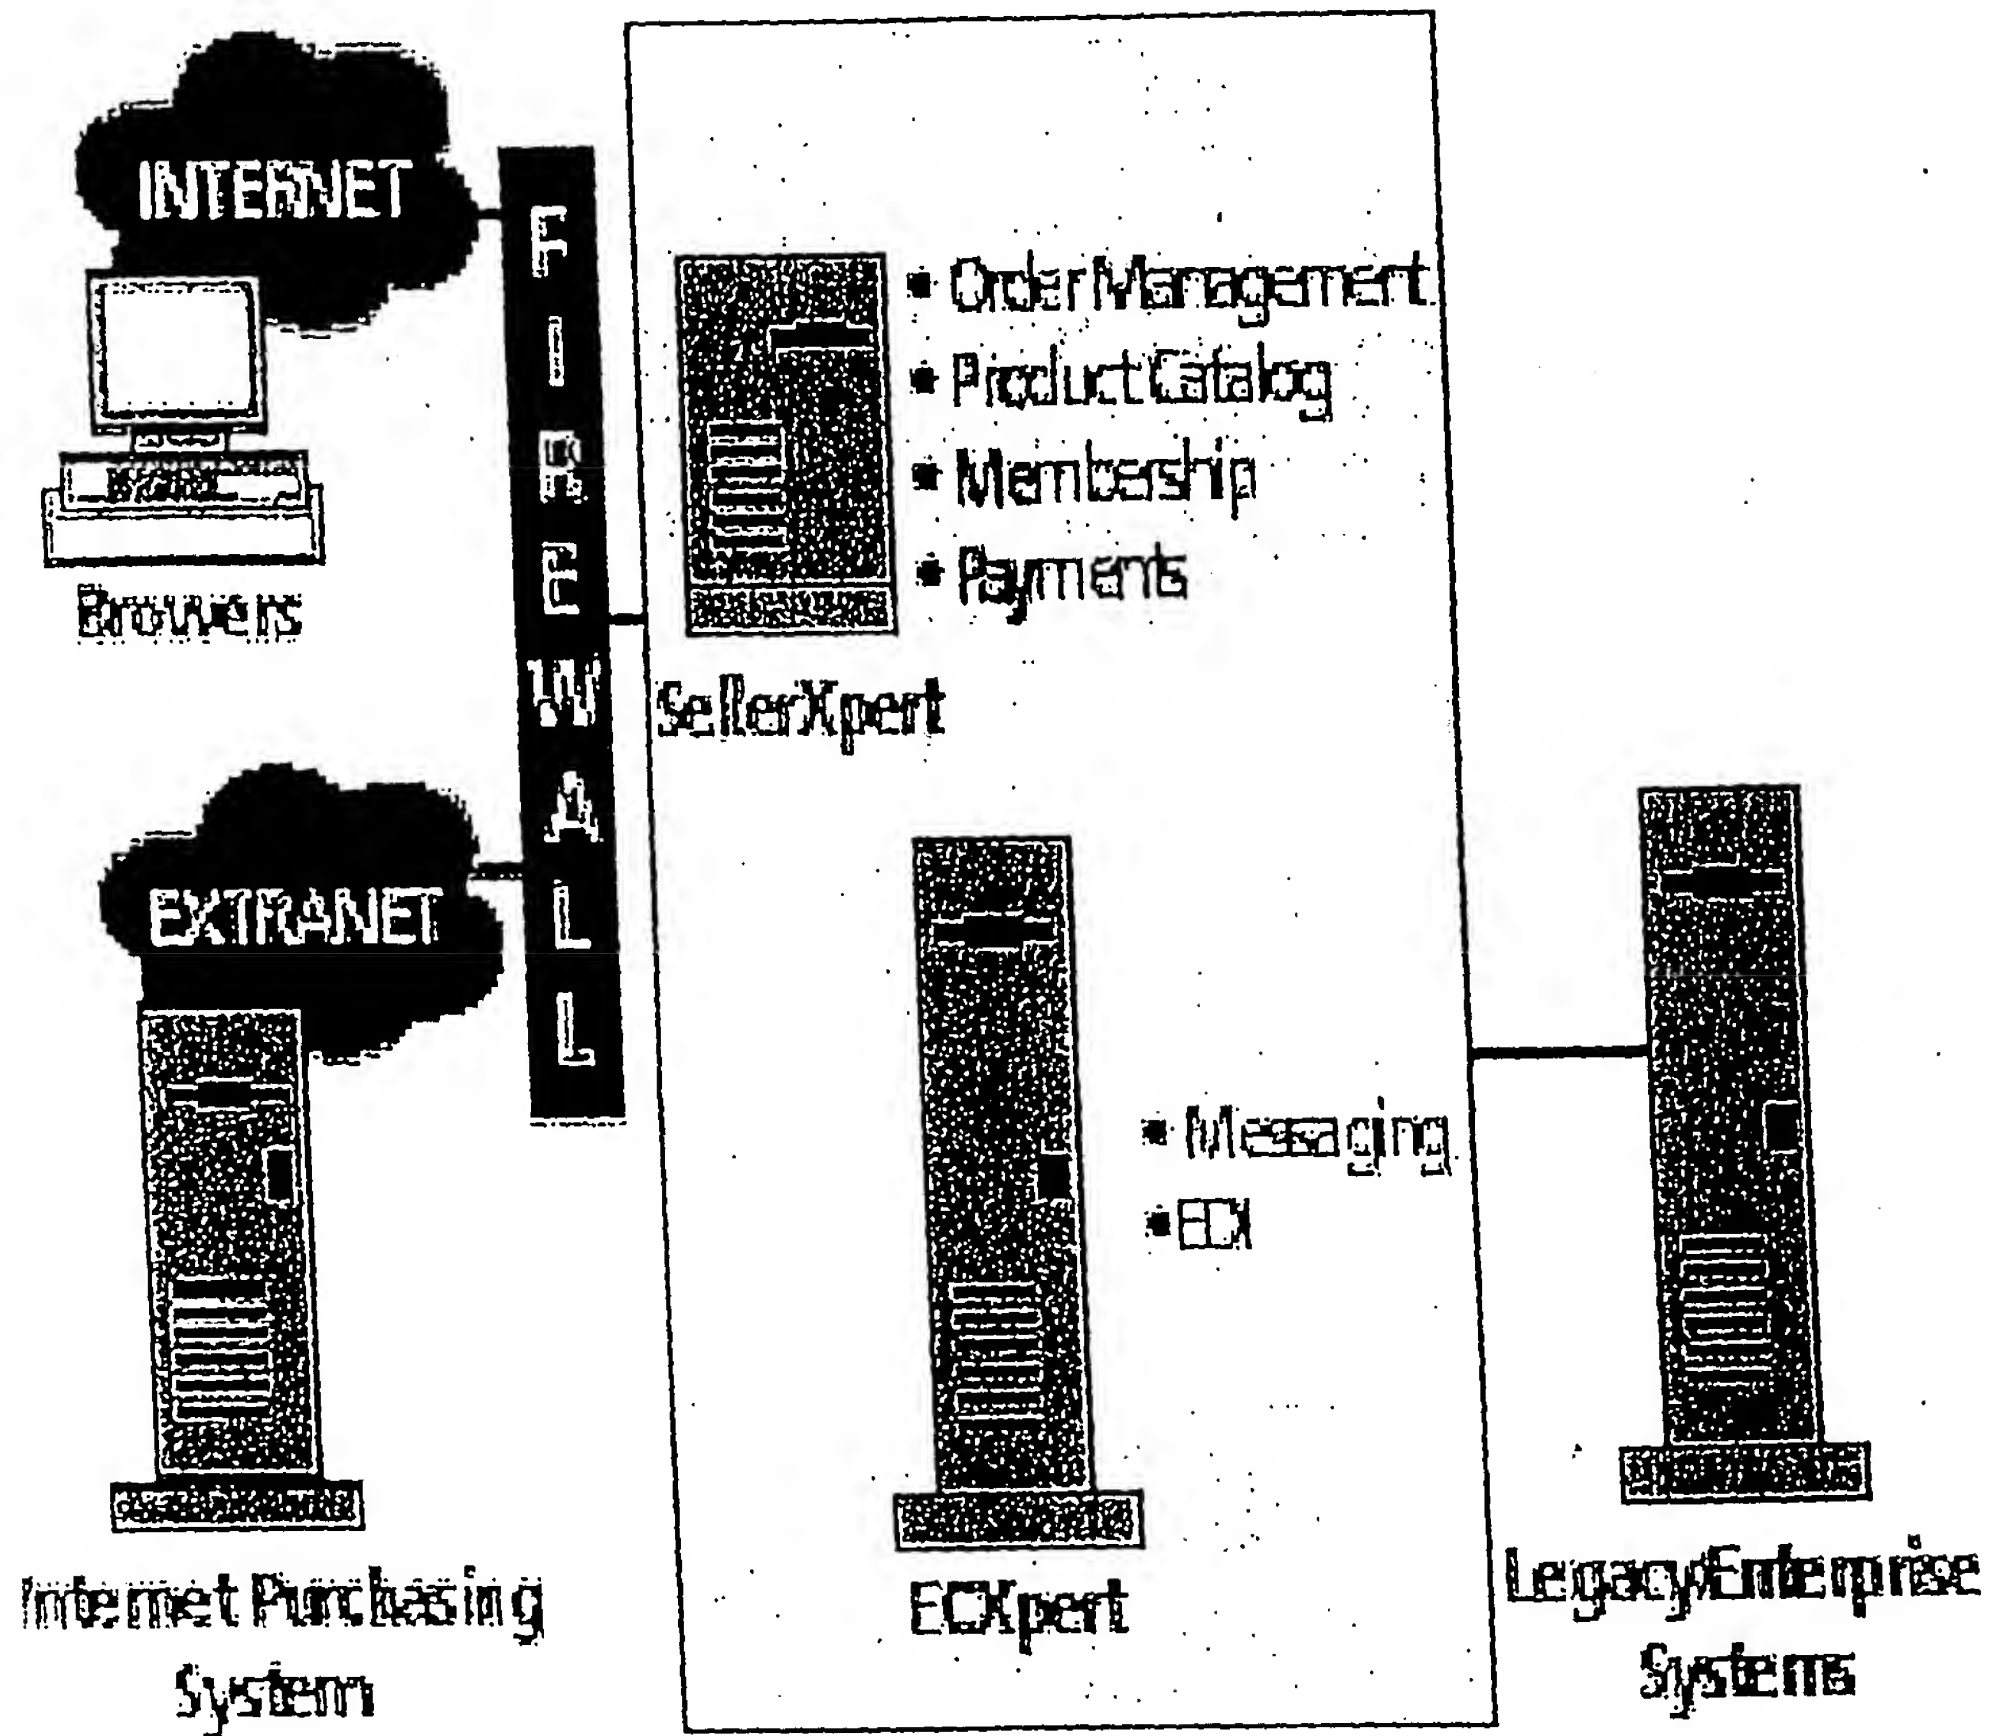 INTERNET
Browers
FIREWALL
EXTRANET
Internet Purchasing
System
• Order Management
• Product Catalog
• Membership
• Payments
SellerXpert
• Messaging
• EDI
ECXpert
Legacy/Enterprise
Systems